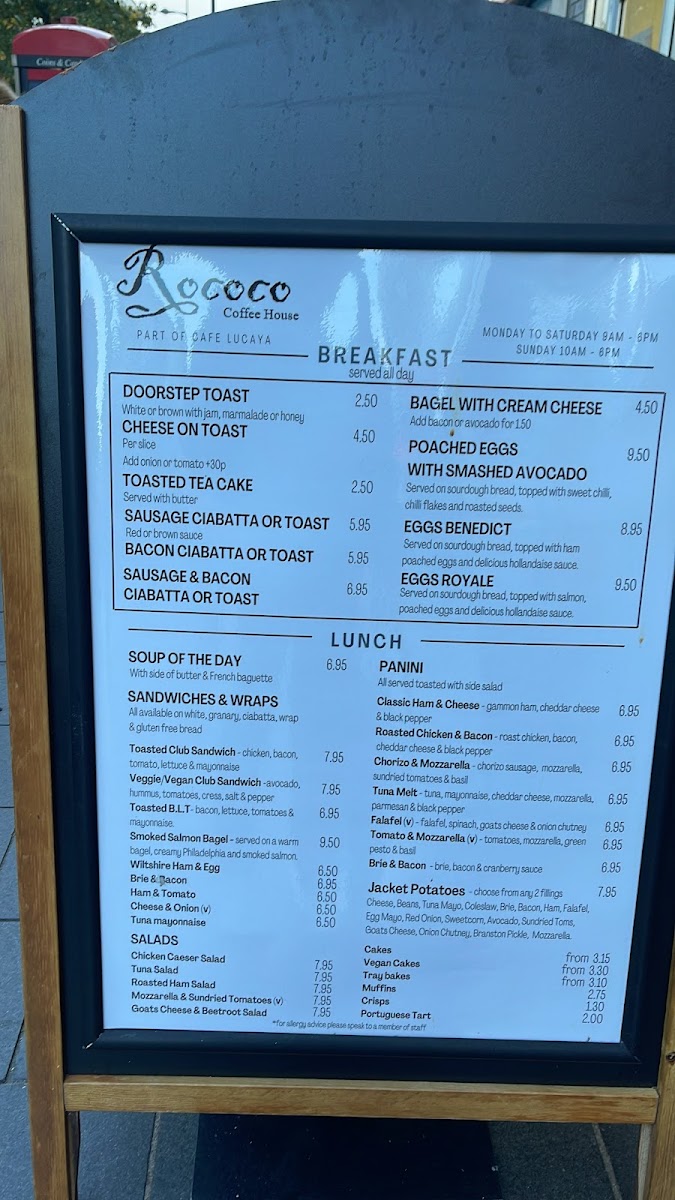 Coins & Ca
Rococo
Coffee House
PART OF CAFE LUCAYA
MONDAY TO SATURDAY 9AM - 6PM
SUNDAY 10AM - 6PM
BREAKFAST
served all day
DOORSTEP TOAST 2.50
White or brown with jam, marmalade or honey
CHEESE ON TOAST 4.50
Per slice
Add onion or tomato +30p
TOASTED TEA CAKE 2.50
Served with butter
SAUSAGE CIABATTA OR TOAST 5.95
Red or brown sauce
BACON CIABATTA OR TOAST 5.95
SAUSAGE & BACON
CIABATTA OR TOAST 6.95
BAGEL WITH CREAM CHEESE 4.50
Add bacon or avocado for 1.50
POACHED EGGS 9.50
WITH SMASHED AVOCADO
Served on sourdough bread, topped with sweet chilli,
chilli flakes and roasted seeds.
EGGS BENEDICT 8.95
Served on sourdough bread, topped with ham
poached eggs and delicious hollandaise sauce.
EGGS ROYALE 9.50
Served on sourdough bread, topped with salmon,
poached eggs and delicious hollandaise sauce.
LUNCH
SOUP OF THE DAY 6.95
With side of butter & French baguette
SANDWICHES & WRAPS
All available on white, granary, ciabatta, wrap
& gluten free bread
Toasted Club Sandwich - chicken, bacon, 7.95
tomato, lettuce & mayonnaise
Veggie/Vegan Club Sandwich -avocado, 7.95
hummus, tomatoes, cress, salt & pepper
Toasted B.L.T- bacon, lettuce, tomatoes & 6.95
mayonnaise.
Smoked Salmon Bagel - served on a warm 9.50
bagel, creamy Philadelphia and smoked salmon.
Wiltshire Ham & Egg 6.50
Brie & Bacon 6.95
Ham & Tomato 6.50
Cheese & Onion (v) 6.50
Tuna mayonnaise 6.50
SALADS
Chicken Caeser Salad 7.95
Tuna Salad 7.95
Roasted Ham Salad 7.95
Mozzarella & Sundried Tomatoes (v) 7.95
Goats Cheese & Beetroot Salad 7.95
PANINI
All served toasted with side salad
Classic Ham & Cheese - gammon ham, cheddar cheese 6.95
& black pepper
Roasted Chicken & Bacon - roast chicken, bacon, 6.95
cheddar cheese & black pepper
Chorizo & Mozzarella - chorizo sausage, mozzarella, 6.95
sundried tomatoes & basil
Tuna Melt - tuna, mayonnaise, cheddar cheese, mozzarella, 6.95
parmesan & black pepper
Falafel (v) - falafel, spinach, goats cheese & onion chutney 6.95
Tomato & Mozzarella (v) - tomatoes, mozzarella, green 6.95
pesto & basil
Brie & Bacon - brie, bacon & cranberry sauce 6.95
Jacket Potatoes - choose from any 2 fillings 7.95
Cheese, Beans, Tuna Mayo, Coleslaw, Brie, Bacon, Ham, Falafel,
Egg Mayo, Red Onion, Sweetcorn, Avocado, Sundried Toms,
Goats Cheese, Onion Chutney, Branston Pickle, Mozzarella.
Cakes from 3.15
Vegan Cakes from 3.30
Tray bakes from 3.10
Muffins 2.75
Crisps 1.30
Portuguese Tart 2.00
*for allergy advice please speak to a member of staff